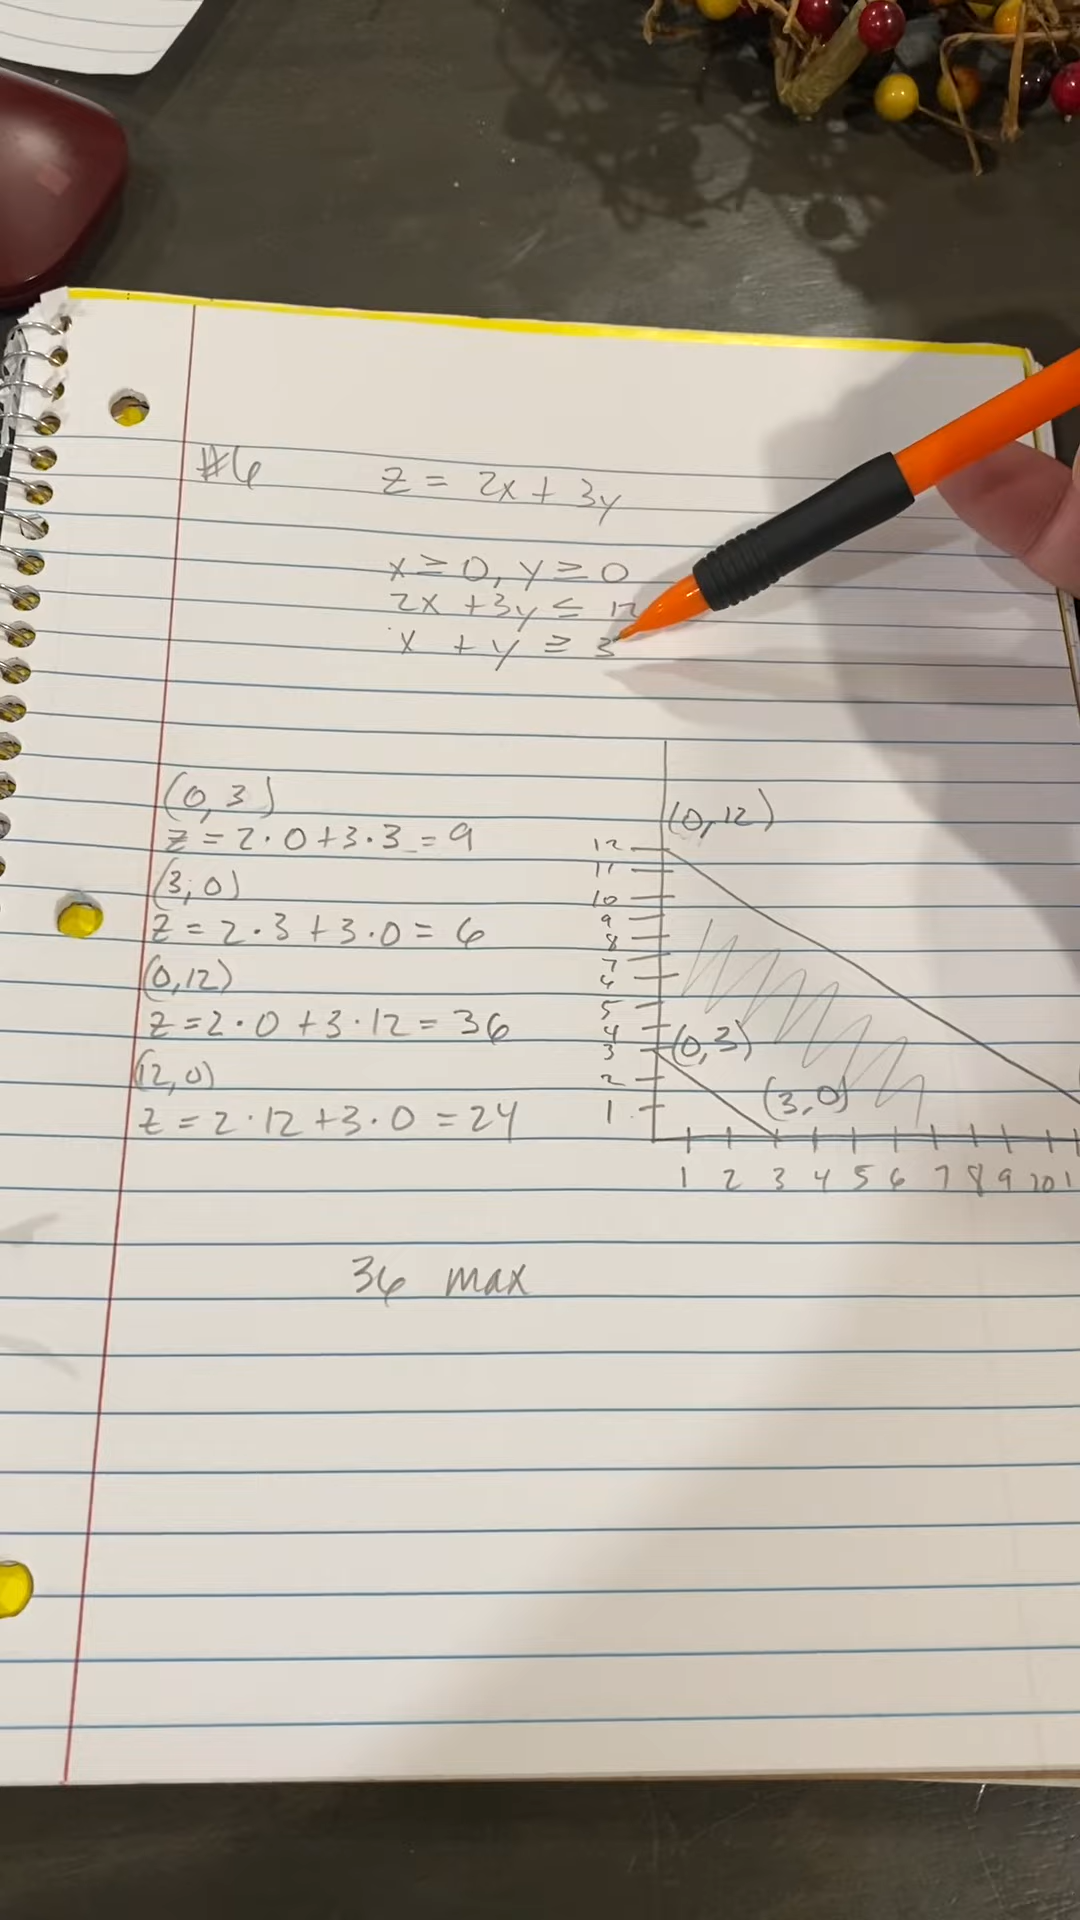 #6 z = 2x + 3y
x ≥ 0, y ≥ 0
2x + 3y ≤ 12
x + y ≥ 3
(0, 3)
z = 2 · 0 + 3 · 3 = 9
(3, 0)
z = 2 · 3 + 3 · 0 = 6
(0, 12)
z = 2 · 0 + 3 · 12 = 36
(12, 0)
z = 2 · 12 + 3 · 0 = 24
(0, 12)
12
11
10
9
8
7
6
5
4
3
2
1
(0, 3)
(3, 0)
1 2 3 4 5 6 7 8 9 10 1
36 max